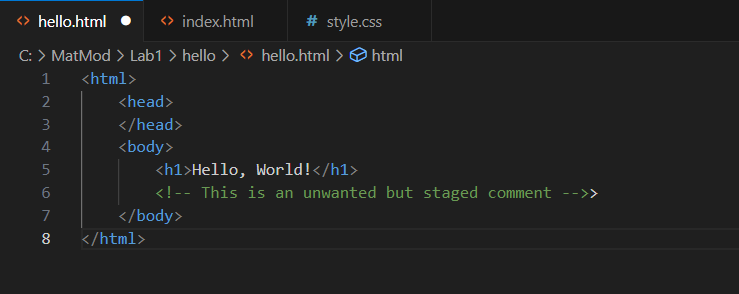 <> hello.html ● <> index.html # style.css
C: > MatMod > Lab1 > hello > <> hello.html > html
1 <html>
2     <head>
3     </head>
4     <body>
5         <h1>Hello, World!</h1>
6         <!-- This is an unwanted but staged comment -->>
7     </body>
8 </html>